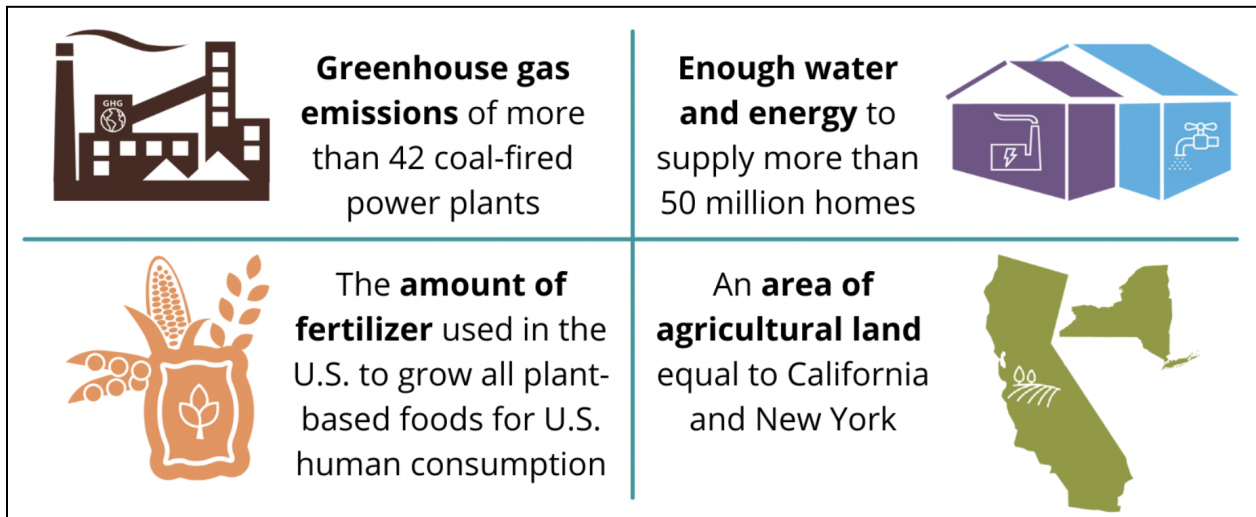 GHG
Greenhouse gas
emissions of more
than 42 coal-fired
power plants
Enough water
and energy to
supply more than
50 million homes
The amount of
fertilizer used in the
U.S. to grow all plant-
based foods for U.S.
human consumption
An area of
agricultural land
equal to California
and New York